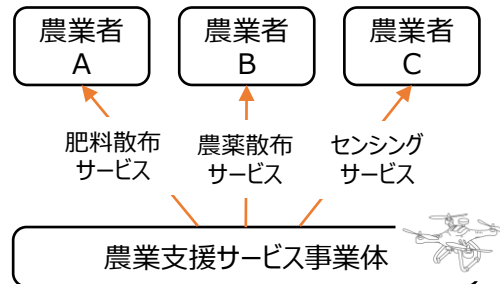 農業者
A
農業者
B
農業者
C
肥料散布
サービス
農薬散布
サービス
センシング
サービス
農業支援サービス事業体